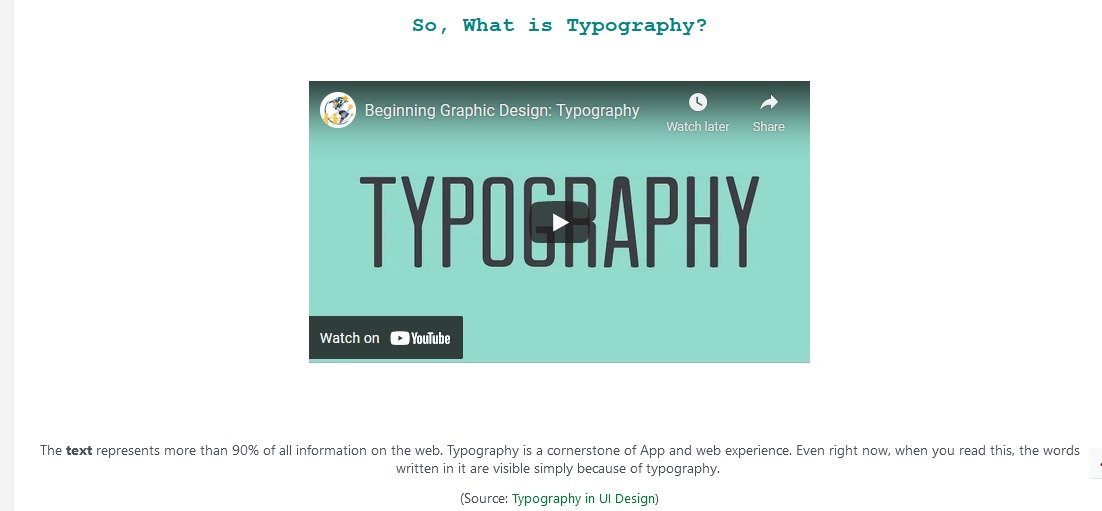 So, What is Typography?
Beginning Graphic Design: Typography
Watch later
Share
TYPOGRAPHY
Watch on YouTube
The text represents more than 90% of all information on the web. Typography is a cornerstone of App and web experience. Even right now, when you read this, the words
written in it are visible simply because of typography.
(Source: Typography in UI Design)